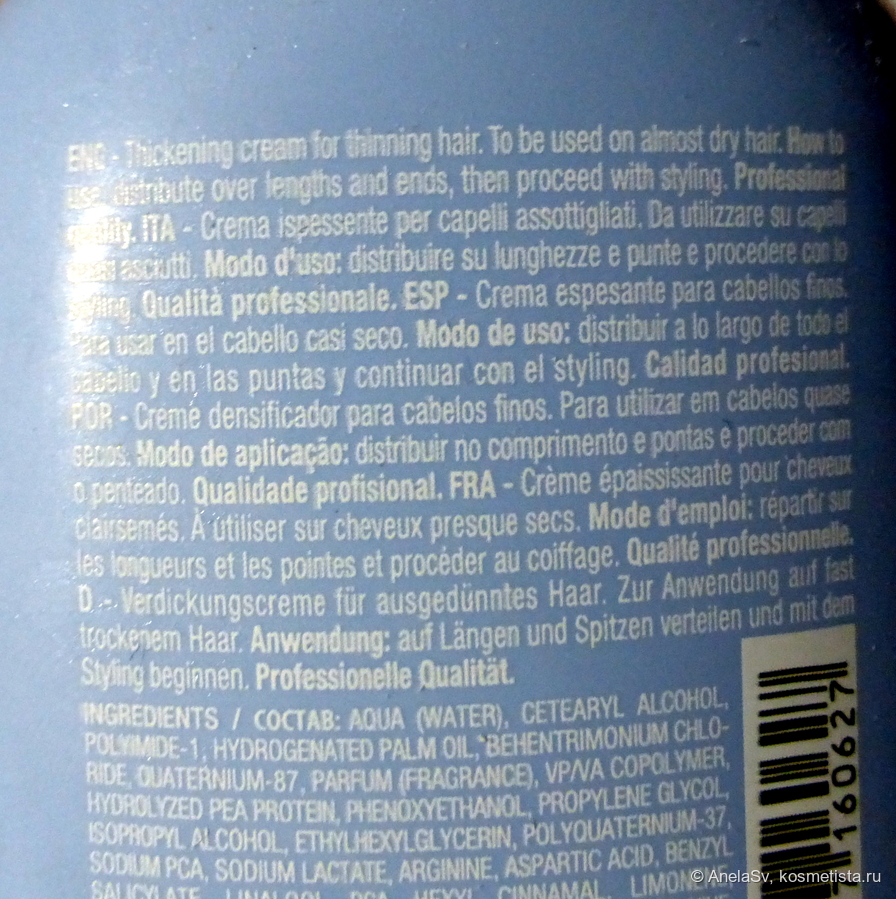 ENG - Thickening cream for thinning hair. To be used on almost dry hair. How to
use: distribute over lengths and ends, then proceed with styling. Professional
quality. ITA - Crema ispessente per capelli assottigliati. Da utilizzare su capelli
quasi asciutti. Modo d'uso: distribuire su lunghezze e punte e procedere con lo
styling. Qualità professionale. ESP - Crema espesante para cabellos finos.
Para usar en el cabello casi seco. Modo de uso: distribuir a lo largo de todo el
cabello y en las puntas y continuar con el styling. Calidad profesional.
POR - Creme densificador para cabelos finos. Para utilizar em cabelos quase
secos. Modo de aplicação: distribuir no comprimento e pontas e proceder com
o penteado. Qualidade profisional. FRA - Crème épaississante pour cheveux
clairsemés. À utiliser sur cheveux presque secs. Mode d'emploi: répartir sur
les longueurs et les pointes et procéder au coiffage. Qualité professionnelle.
D - Verdickungscreme für ausgedünntes Haar. Zur Anwendung auf fast
trockenem Haar. Anwendung: auf Längen und Spitzen verteilen und mit dem
Styling beginnen. Professionelle Qualität.
INGREDIENTS / СОСТАВ: AQUA (WATER), CETEARYL ALCOHOL,
POLYIMIDE-1, HYDROGENATED PALM OIL, BEHENTRIMONIUM CHLO-
RIDE, QUATERNIUM-87, PARFUM (FRAGRANCE), VP/VA COPOLYMER,
HYDROLYZED PEA PROTEIN, PHENOXYETHANOL, PROPYLENE GLYCOL,
ISOPROPYL ALCOHOL, ETHYLHEXYLGLYCERIN, POLYQUATERNIUM-37,
SODIUM PCA, SODIUM LACTATE, ARGININE, ASPARTIC ACID, BENZYL
SALICYLATE, LINALOOL, PCA, HEXYL CINNAMAL, LIMONENE,
160627
© AnelaSv, kosmetista.ru